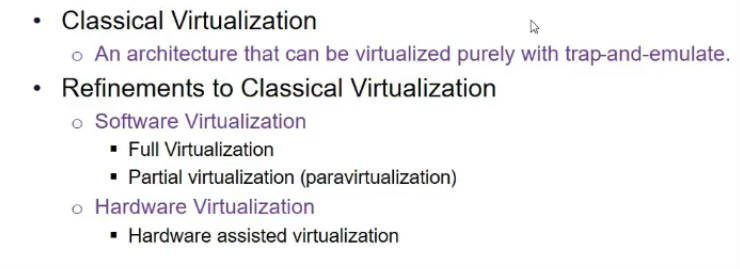 • Classical Virtualization
o An architecture that can be virtualized purely with trap-and-emulate.
• Refinements to Classical Virtualization
o Software Virtualization
▪ Full Virtualization
▪ Partial virtualization (paravirtualization)
o Hardware Virtualization
▪ Hardware assisted virtualization